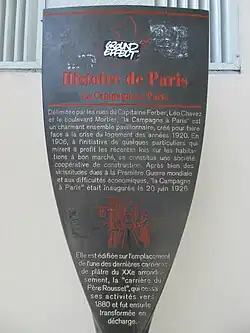 GROUND
EFFECT
Histoire de Paris
La Campagne à Paris
Délimitée par les rues du Capitaine Ferber, Léo Chavez
et le boulevard Mortier, "la Campagne à Paris" est
un charmant ensemble pavillonnaire, créé pour faire
face à la crise du logement des années 1920. En
1906, à l'initiative de quelques particuliers qui
mirent à profit les récentes lois sur les habitations
à bon marché, se constitua une société
coopérative de construction. Après bien des
vicissitudes dues à la Première Guerre mondiale
et aux difficultés économiques, "la Campagne
à Paris" était inaugurée le 20 juin 1926
Elle est édifiée sur l'emplacement
de l'une des dernières carrières
de plâtre du XXe arrondis-
sement, la "carrière du
Père Rousset", qui cessa
ses activités vers
1880 et fut ensuite
transformée en
décharge.